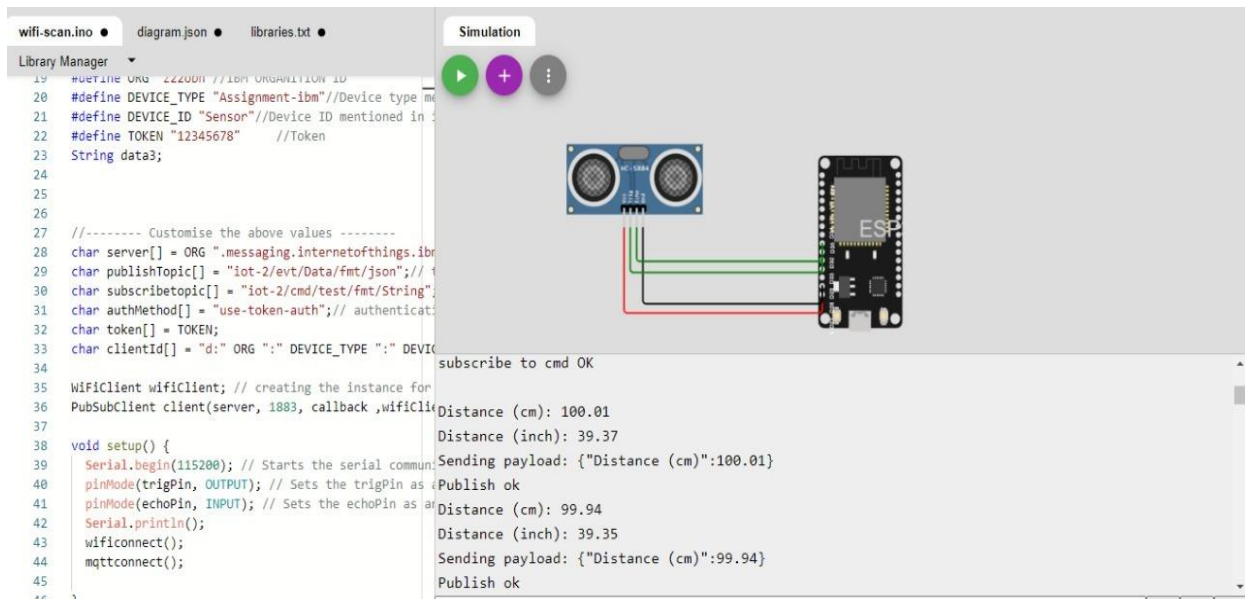 wifi-scan.ino ● diagram.json ● libraries.txt ●
Library Manager
19 #define ORG
20 #define DEVICE_TYPE "Assignment-ibm"//Device type
21 #define DEVICE_ID "Sensor"//Device ID mentioned in
22 #define TOKEN "12345678" //Token
23 String data3;
24
25
26
27 //-------- Customise the above values --------
28 char server[] = ORG ".messaging.internetofthings.
29 char publishTopic[] = "iot-2/evt/Data/fmt/json";//
30 char subscribetopic[] = "iot-2/cmd/test/fmt/String"
31 char authMethod[] = "use-token-auth";//
32 char token[] = TOKEN;
33 char clientId[] = "d:" ORG ":" DEVICE_TYPE ":"
34
35 WiFiClient wifiClient; // creating the instance for
36 PubSubClient client(server, 1883, callback ,
37
38 void setup() {
39 Serial.begin(115200); // Starts the serial
40 pinMode(trigPin, OUTPUT); // Sets the trigPin as
41 pinMode(echoPin, INPUT); // Sets the echoPin as
42 Serial.println();
43 wificonnect();
44 mqttconnect();
45
Simulation
HC-SR04
ESP
subscribe to cmd OK
Distance (cm): 100.01
Distance (inch): 39.37
Sending payload: {"Distance (cm)":100.01}
Publish ok
Distance (cm): 99.94
Distance (inch): 39.35
Sending payload: {"Distance (cm)":99.94}
Publish ok